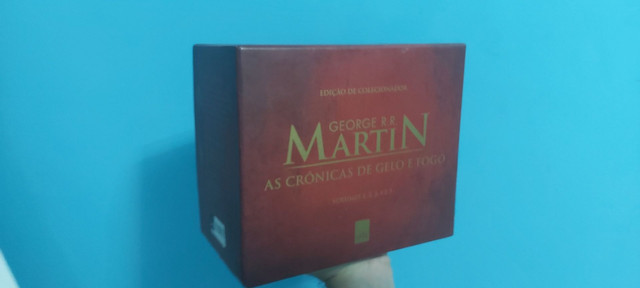 EDIÇÃO DE COLECIONADOR
GEORGE R.R.
MARTIN
AS CRÔNICAS DE GELO E FOGO